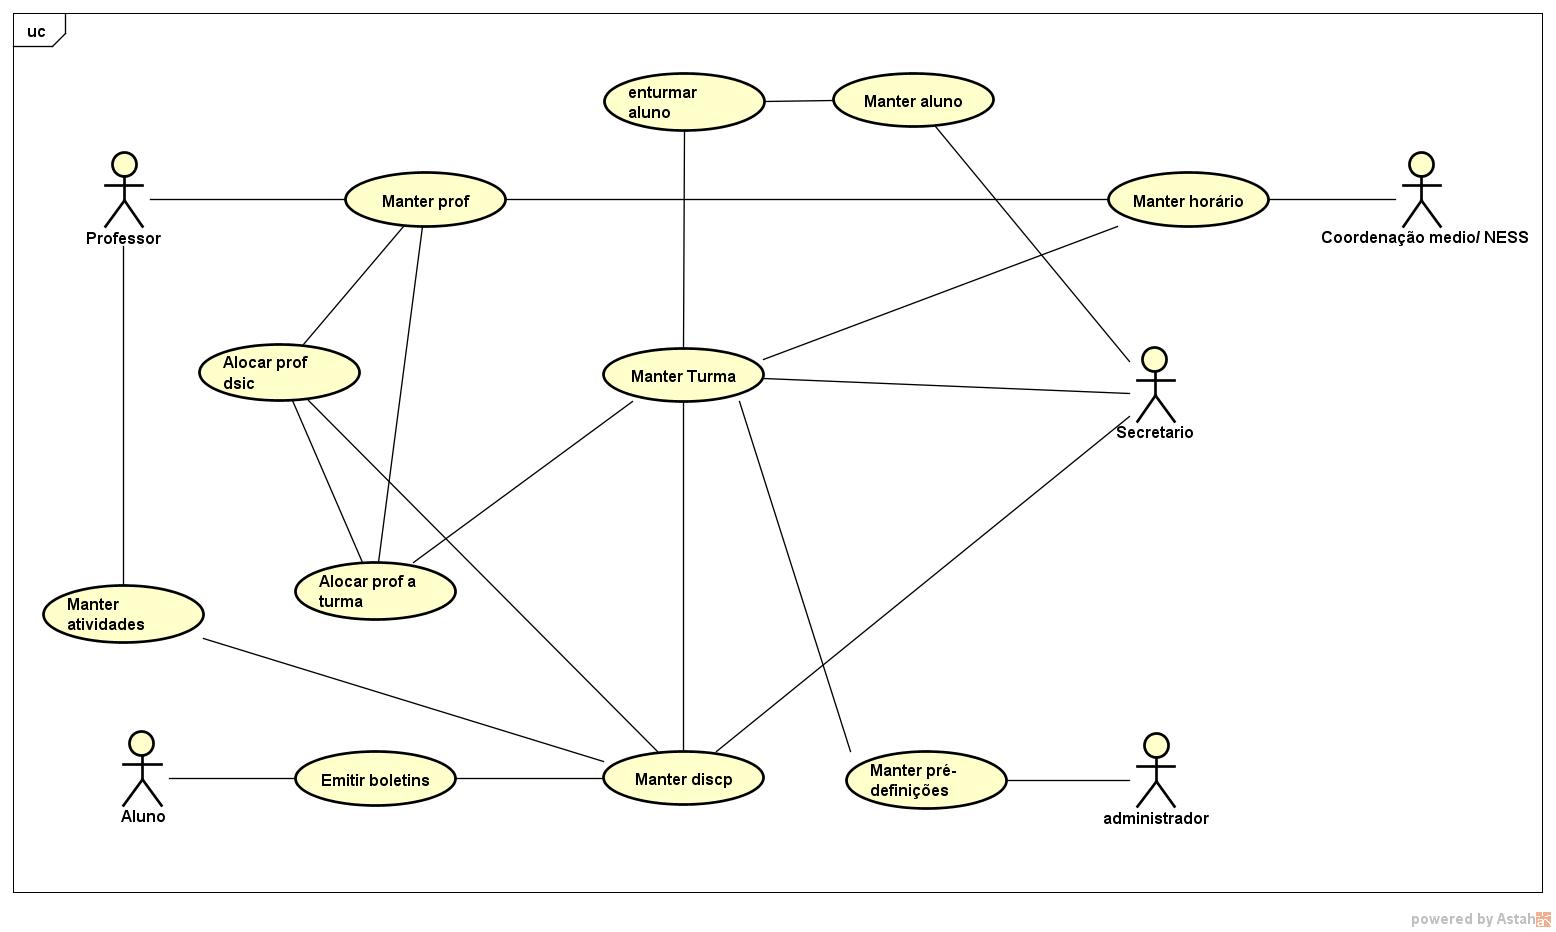 uc
enturmar
aluno
Manter aluno
Manter prof
Manter horário
Professor
Coordenação medio/ NESS
Alocar prof
dsic
Manter Turma
Secretario
Alocar prof a
turma
Manter
atividades
Emitir boletins
Manter discp
Manter pré-
definições
Aluno
administrador
powered by Astah